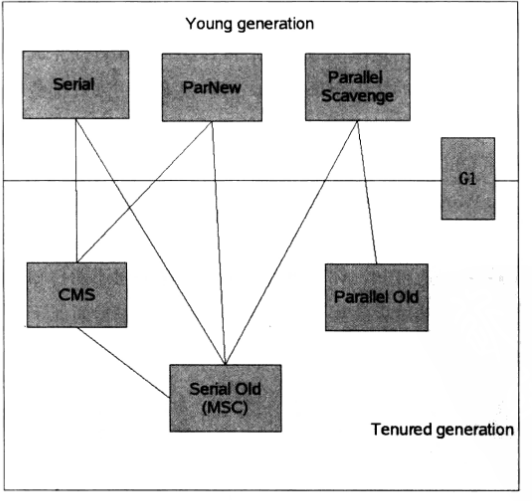 Young generation
Serial
ParNew
Parallel
Scavenge
G1
CMS
Parallel Old
Serial Old
(MSC)
Tenured generation